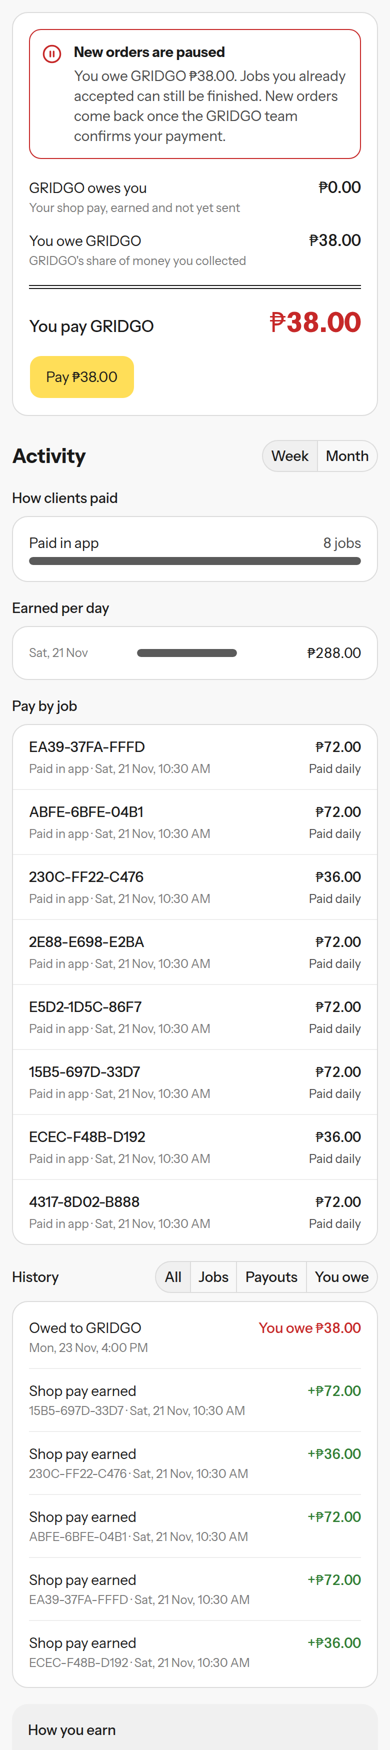 New orders are paused
You owe GRIDGO ₱38.00. Jobs you already
accepted can still be finished. New orders
come back once the GRIDGO team
confirms your payment.
GRIDGO owes you ₱0.00
Your shop pay, earned and not yet sent
You owe GRIDGO ₱38.00
GRIDGO's share of money you collected
You pay GRIDGO ₱38.00
Pay ₱38.00
Activity Week Month
How clients paid
Paid in app 8 jobs
Earned per day
Sat, 21 Nov ₱288.00
Pay by job
EA39-37FA-FFFD ₱72.00
Paid in app · Sat, 21 Nov, 10:30 AM Paid daily
ABFE-6BFE-04B1 ₱72.00
Paid in app · Sat, 21 Nov, 10:30 AM Paid daily
230C-FF22-C476 ₱36.00
Paid in app · Sat, 21 Nov, 10:30 AM Paid daily
2E88-E698-E2BA ₱72.00
Paid in app · Sat, 21 Nov, 10:30 AM Paid daily
E5D2-1D5C-86F7 ₱72.00
Paid in app · Sat, 21 Nov, 10:30 AM Paid daily
15B5-697D-33D7 ₱72.00
Paid in app · Sat, 21 Nov, 10:30 AM Paid daily
ECEC-F48B-D192 ₱36.00
Paid in app · Sat, 21 Nov, 10:30 AM Paid daily
4317-8D02-B888 ₱72.00
Paid in app · Sat, 21 Nov, 10:30 AM Paid daily
History All Jobs Payouts You owe
Owed to GRIDGO You owe ₱38.00
Mon, 23 Nov, 4:00 PM
Shop pay earned +₱72.00
15B5-697D-33D7 · Sat, 21 Nov, 10:30 AM
Shop pay earned +₱36.00
230C-FF22-C476 · Sat, 21 Nov, 10:30 AM
Shop pay earned +₱72.00
ABFE-6BFE-04B1 · Sat, 21 Nov, 10:30 AM
Shop pay earned +₱72.00
EA39-37FA-FFFD · Sat, 21 Nov, 10:30 AM
Shop pay earned +₱36.00
ECEC-F48B-D192 · Sat, 21 Nov, 10:30 AM
How you earn